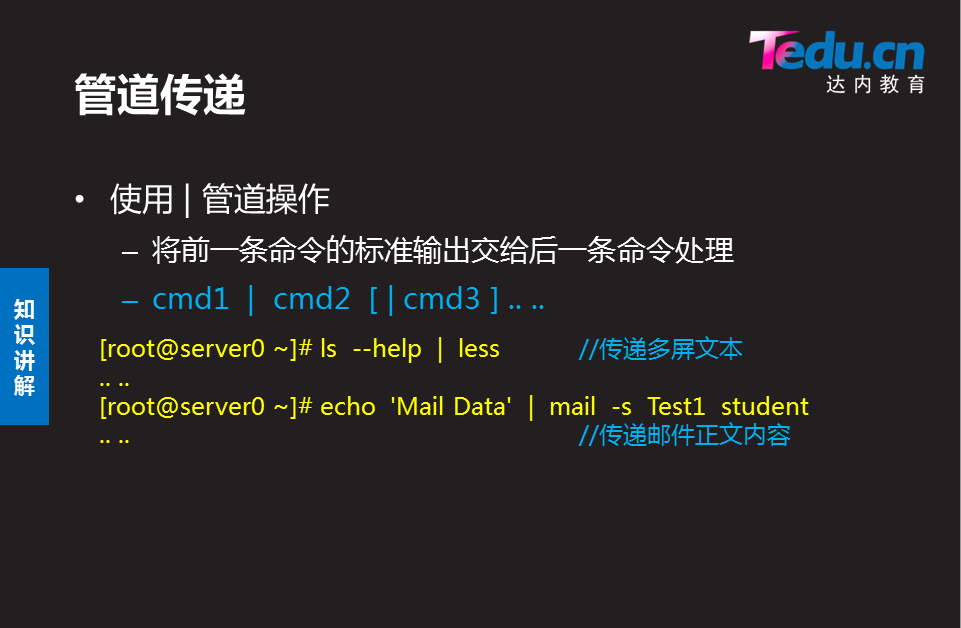 Tedu.cn
达内教育
管道传递
• 使用 | 管道操作
– 将前一条命令的标准输出交给后一条命令处理
– cmd1 | cmd2 [ | cmd3 ] .. ..
知识讲解
[root@server0 ~]# ls --help | less //传递多屏文本
.. ..
[root@server0 ~]# echo 'Mail Data' | mail -s Test1 student
.. .. //传递邮件正文内容